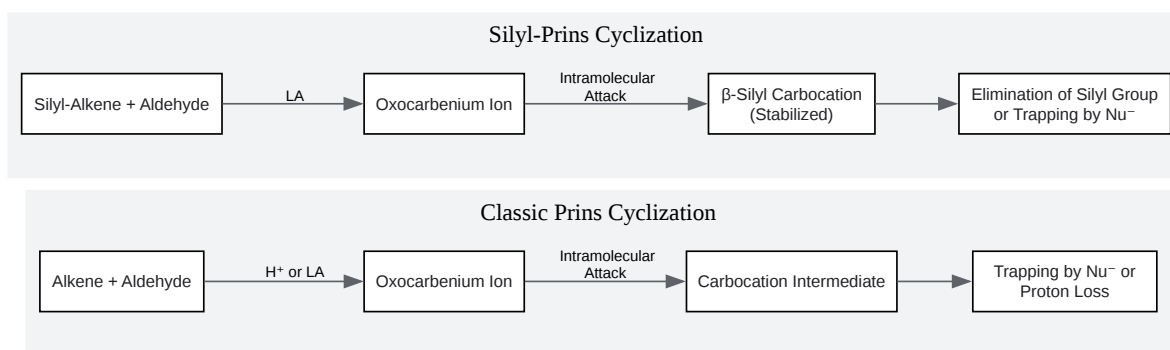 Silyl-Prins Cyclization
Silyl-Alkene + Aldehyde
LA
Oxocarbenium Ion
Intramolecular
Attack
β-Silyl Carbocation
(Stabilized)
Elimination of Silyl Group
or Trapping by Nu⁻
Classic Prins Cyclization
Alkene + Aldehyde
H⁺ or LA
Oxocarbenium Ion
Intramolecular
Attack
Carbocation Intermediate
Trapping by Nu⁻ or
Proton Loss